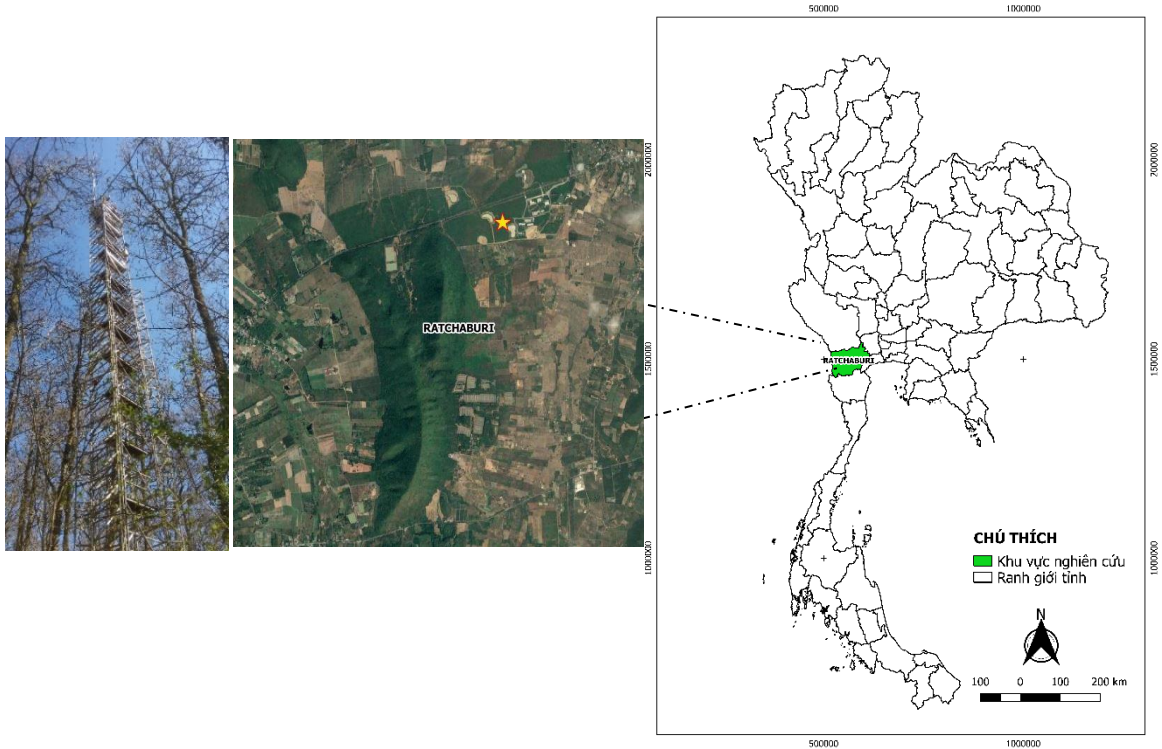 500000 1000000
2000000
1500000
1000000
RATCHABURI
RATCHABURI
CHÚ THÍCH
Khu vực nghiên cứu
Ranh giới tỉnh
N
100 0 100 200 km
2000000
1500000
1000000
500000 1000000